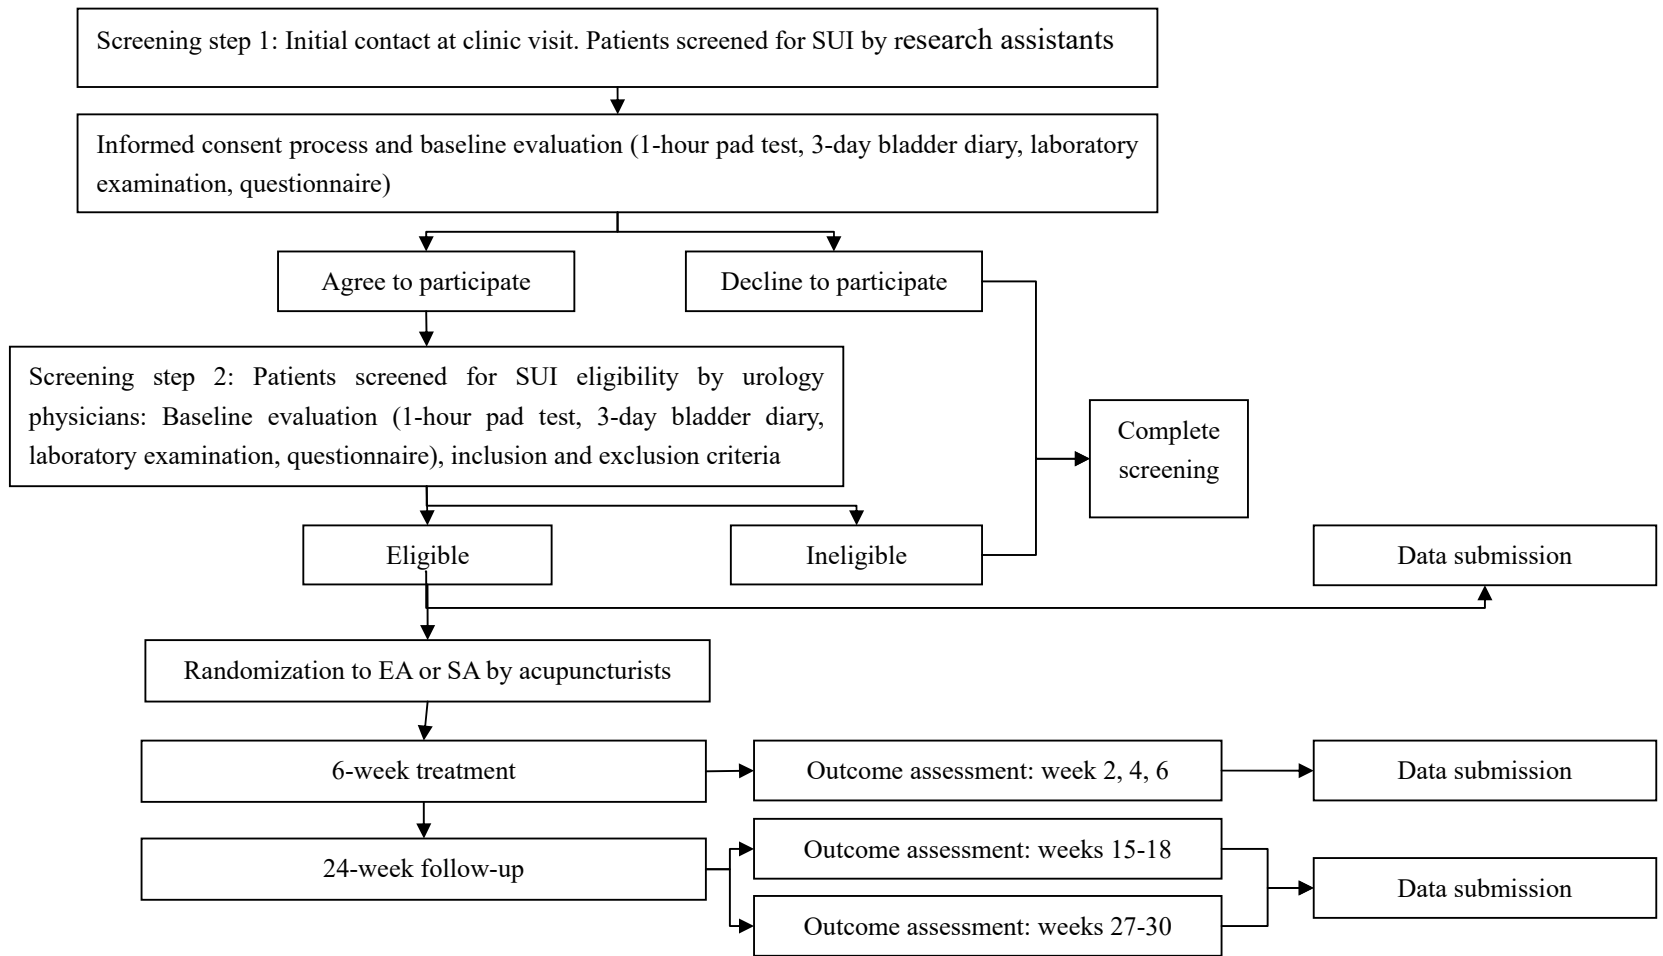 Screening step 1: Initial contact at clinic visit. Patients screened for SUI by research assistants
Informed consent process and baseline evaluation (1-hour pad test, 3-day bladder diary, laboratory
examination, questionnaire)
Agree to participate
Decline to participate
Screening step 2: Patients screened for SUI eligibility by urology
physicians: Baseline evaluation (1-hour pad test, 3-day bladder diary,
laboratory examination, questionnaire), inclusion and exclusion criteria
Complete
screening
Eligible
Ineligible
Data submission
Randomization to EA or SA by acupuncturists
6-week treatment
Outcome assessment: week 2, 4, 6
Data submission
24-week follow-up
Outcome assessment: weeks 15-18
Data submission
Outcome assessment: weeks 27-30